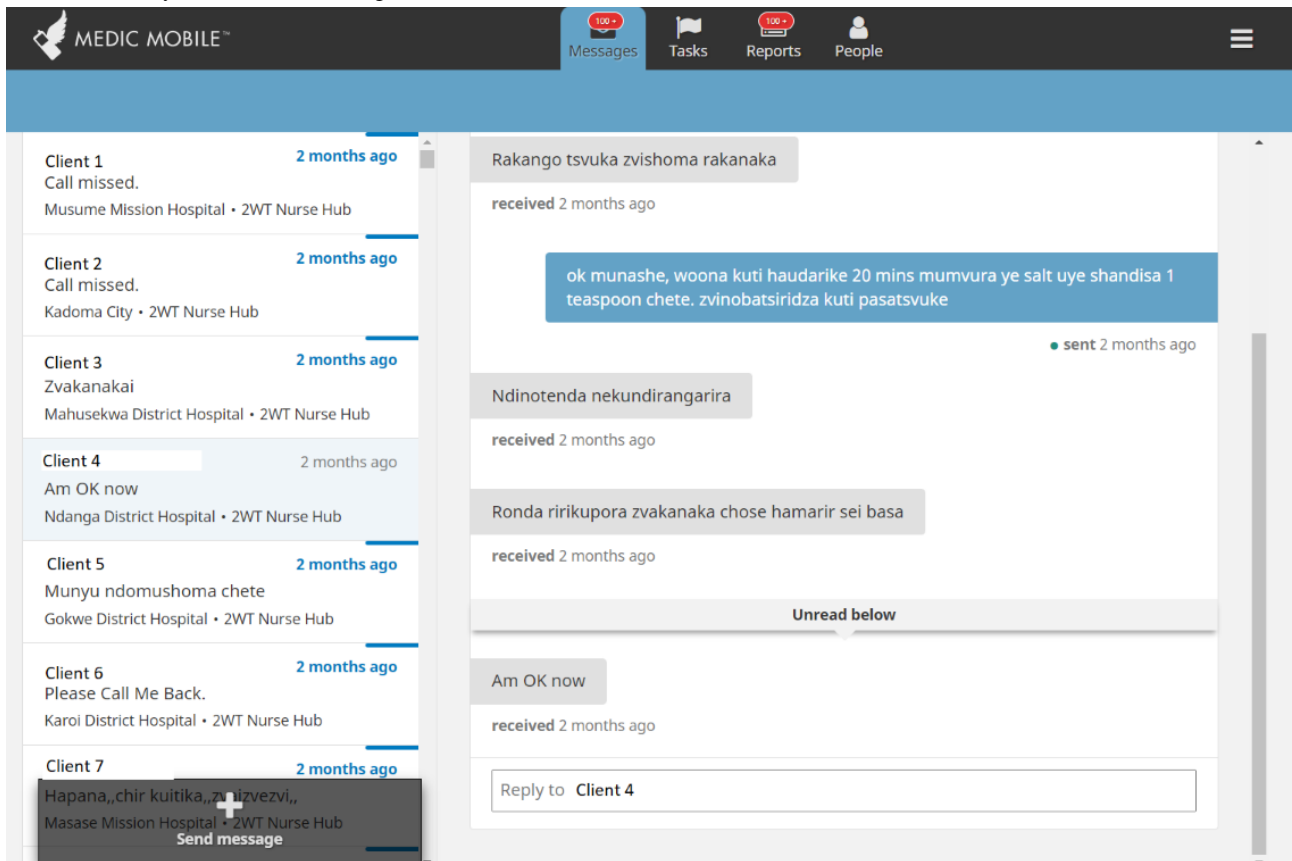 MEDIC MOBILE™
100+
Messages
Tasks
100+
Reports
People
Client 1
2 months ago
Call missed.
Musume Mission Hospital • 2WT Nurse Hub
Client 2
2 months ago
Call missed.
Kadoma City • 2WT Nurse Hub
Client 3
2 months ago
Zvakanakai
Mahusekwa District Hospital • 2WT Nurse Hub
Client 4
2 months ago
Am OK now
Ndanga District Hospital • 2WT Nurse Hub
Client 5
2 months ago
Munyu ndomushoma chete
Gokwe District Hospital • 2WT Nurse Hub
Client 6
2 months ago
Please Call Me Back.
Karoi District Hospital • 2WT Nurse Hub
Client 7
2 months ago
Hapana,,chir kuitika,,
Masase Mission Hospital • 2WT Nurse Hub
Send message
Rakango tsvuka zvishoma rakanaka
received 2 months ago
ok munashe, woona kuti haudarike 20 mins mumvura ye salt uye shandisa 1
teaspoon chete. zvinobatsiridza kuti pasatsvuke
sent 2 months ago
Ndinotenda nekundirangarira
received 2 months ago
Ronda ririkupora zvakanaka chose hamarir sei basa
received 2 months ago
Unread below
Am OK now
received 2 months ago
Reply to Client 4